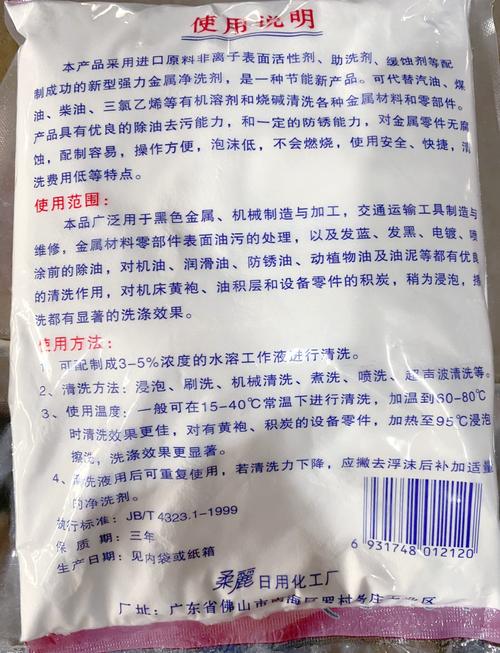 使用说明
本产品采用进口原料非离子表面活性剂、助洗剂、缓蚀剂等配
制成功的新型强力金属净洗剂，是一种节能新产品。可代替汽油、煤
油、柴油、三氯乙烯等有机溶剂和烧碱清洗各种金属材料和零部件。
产品具有优良的除油去污能力，和一定的防锈能力，对金属零件无腐
蚀，配制容易，操作方便，泡沫低，不会燃烧，使用安全、快捷，清
洗费用低等特点。
使用范围：
本品广泛用于黑色金属、机械制造与加工，交通运输工具制造与
维修，金属材料零部件表面油污的处理，以及发蓝、发黑、电镀、喷
涂前的除油，对机油、润滑油、防锈油、动植物油及油泥等都有优良
的清洗作用，对机床黄袍、油积层和设备零件的积炭，稍为浸泡，擦
洗都有显著的洗涤效果。
使用方法：
1、可配制成3-5%浓度的水溶工作液进行清洗。
2、清洗方法：浸泡、刷洗、机械清洗、煮洗、喷洗、超声波清洗等。
3、使用温度：一般可在15-40℃常温下进行清洗，加温到60-80℃
时清洗效果更佳，对有黄袍、积炭的设备零件，加热至95℃浸泡
擦洗，洗涤效果更显著。
4、清洗液用后可重复使用，若清洗力下降，应撇去浮沫后补加适量
的净洗剂。
执行标准：JB/T 4323.1-1999
保 质 期：三年
生产日期：见内袋或纸箱
6 931748 012120
柔麗 日用化工厂
厂址：广东省佛山市南海区罗村务庄工业区